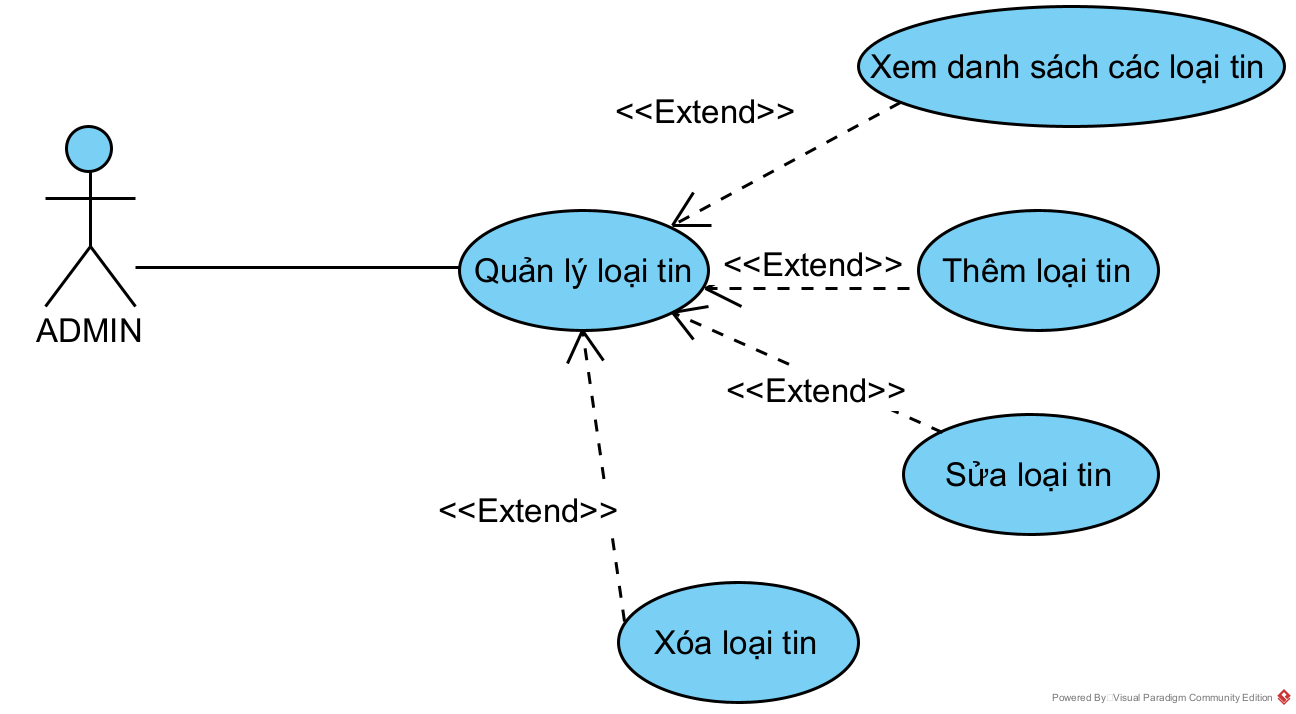 Xem danh sách các loại tin
<<Extend>>
<<Extend>>
Quản lý loại tin
Thêm loại tin
ADMIN
<<Extend>>
Sửa loại tin
<<Extend>>
Xóa loại tin
Powered By Visual Paradigm Community Edition